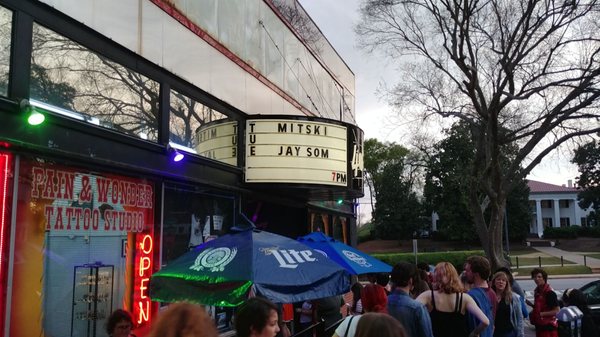 TUE
MITSKI
JAY SOM
7PM
PAIN & WONDER
TATTOO STUDIO
OPEN
Lite